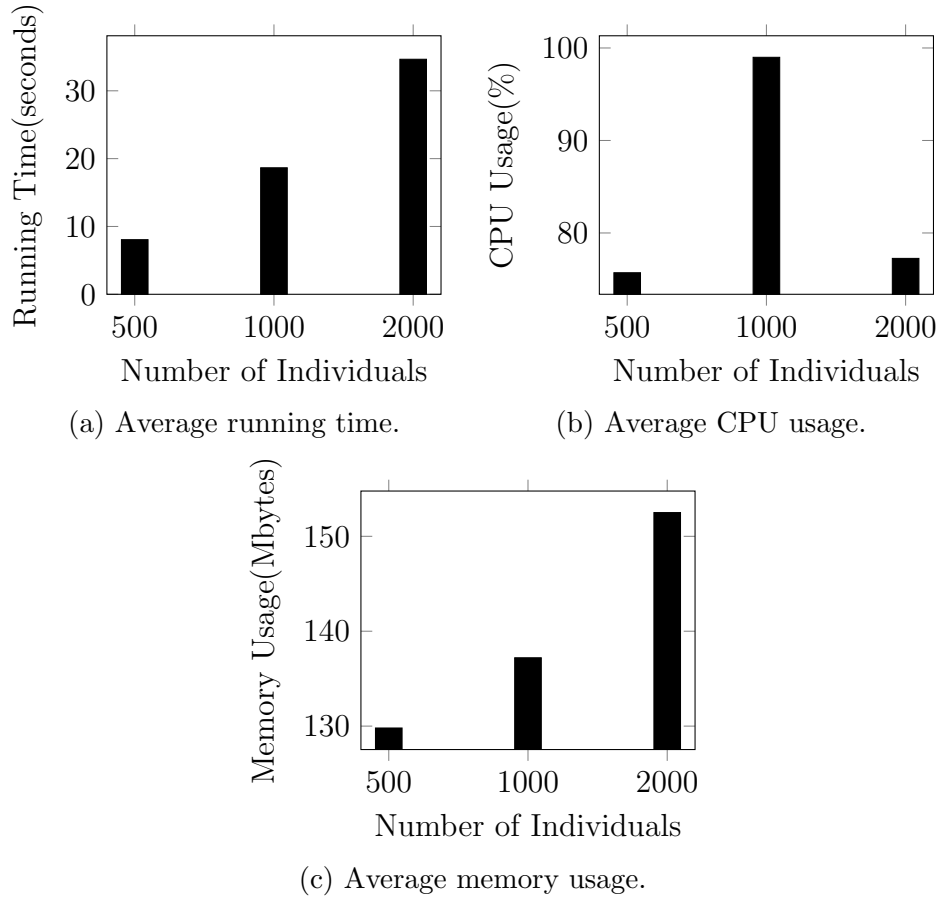 Running Time(seconds)
30
20
10
0
500 1000 2000
Number of Individuals
(a) Average running time.
CPU Usage(%)
100
90
80
500 1000 2000
Number of Individuals
(b) Average CPU usage.
Memory Usage(Mbytes)
150
140
130
500 1000 2000
Number of Individuals
(c) Average memory usage.